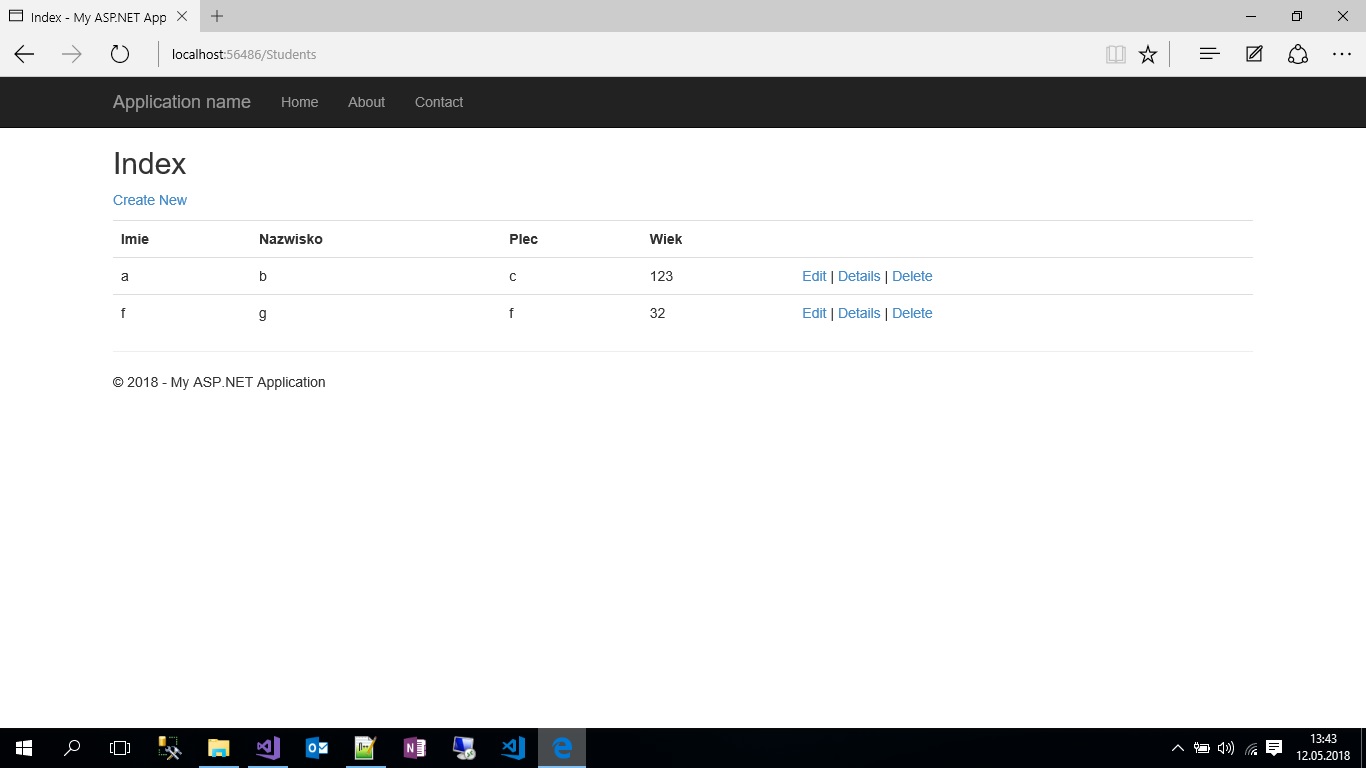 Index - My ASP.NET App
localhost:56486/Students
Application name Home About Contact
Index
Create New
Imie Nazwisko Plec Wiek
a b c 123 Edit | Details | Delete
f g f 32 Edit | Details | Delete
© 2018 - My ASP.NET Application
13:43
12.05.2018